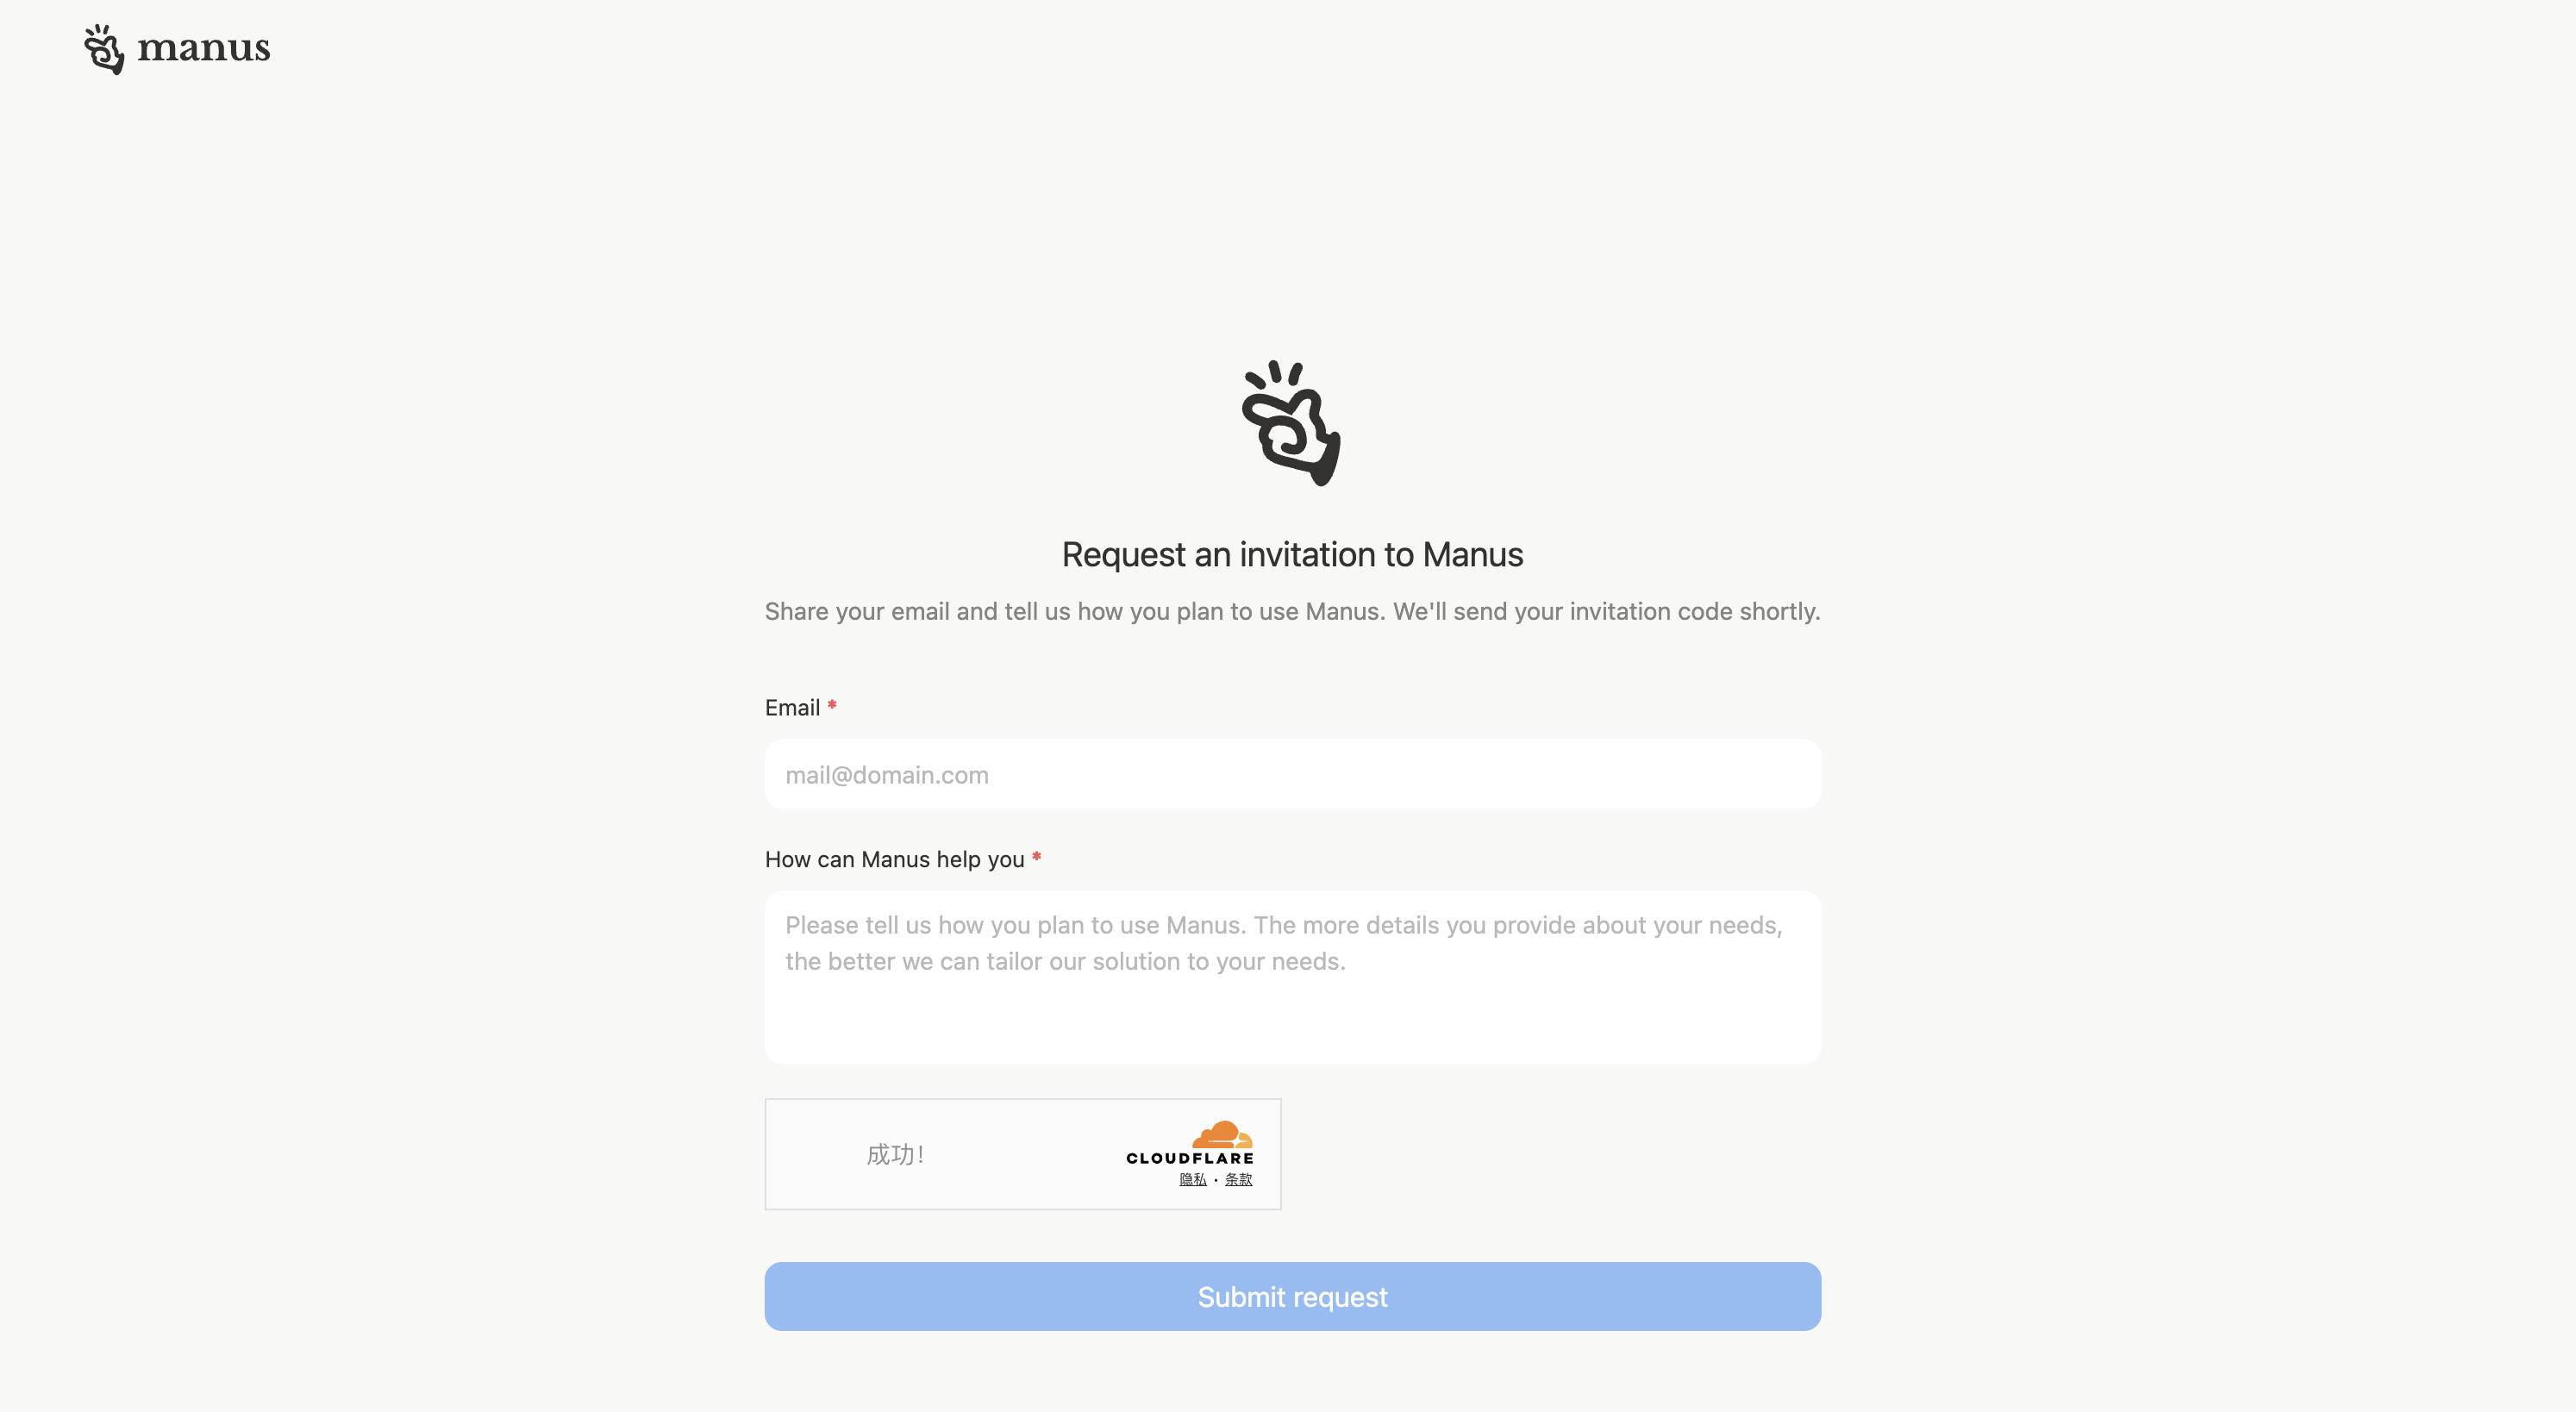 manus
Request an invitation to Manus
Share your email and tell us how you plan to use Manus. We'll send your invitation code shortly.
Email *
mail@domain.com
How can Manus help you *
Please tell us how you plan to use Manus. The more details you provide about your needs,
the better we can tailor our solution to your needs.
成功!
CLOUDFLARE
隐私 • 条款
Submit request